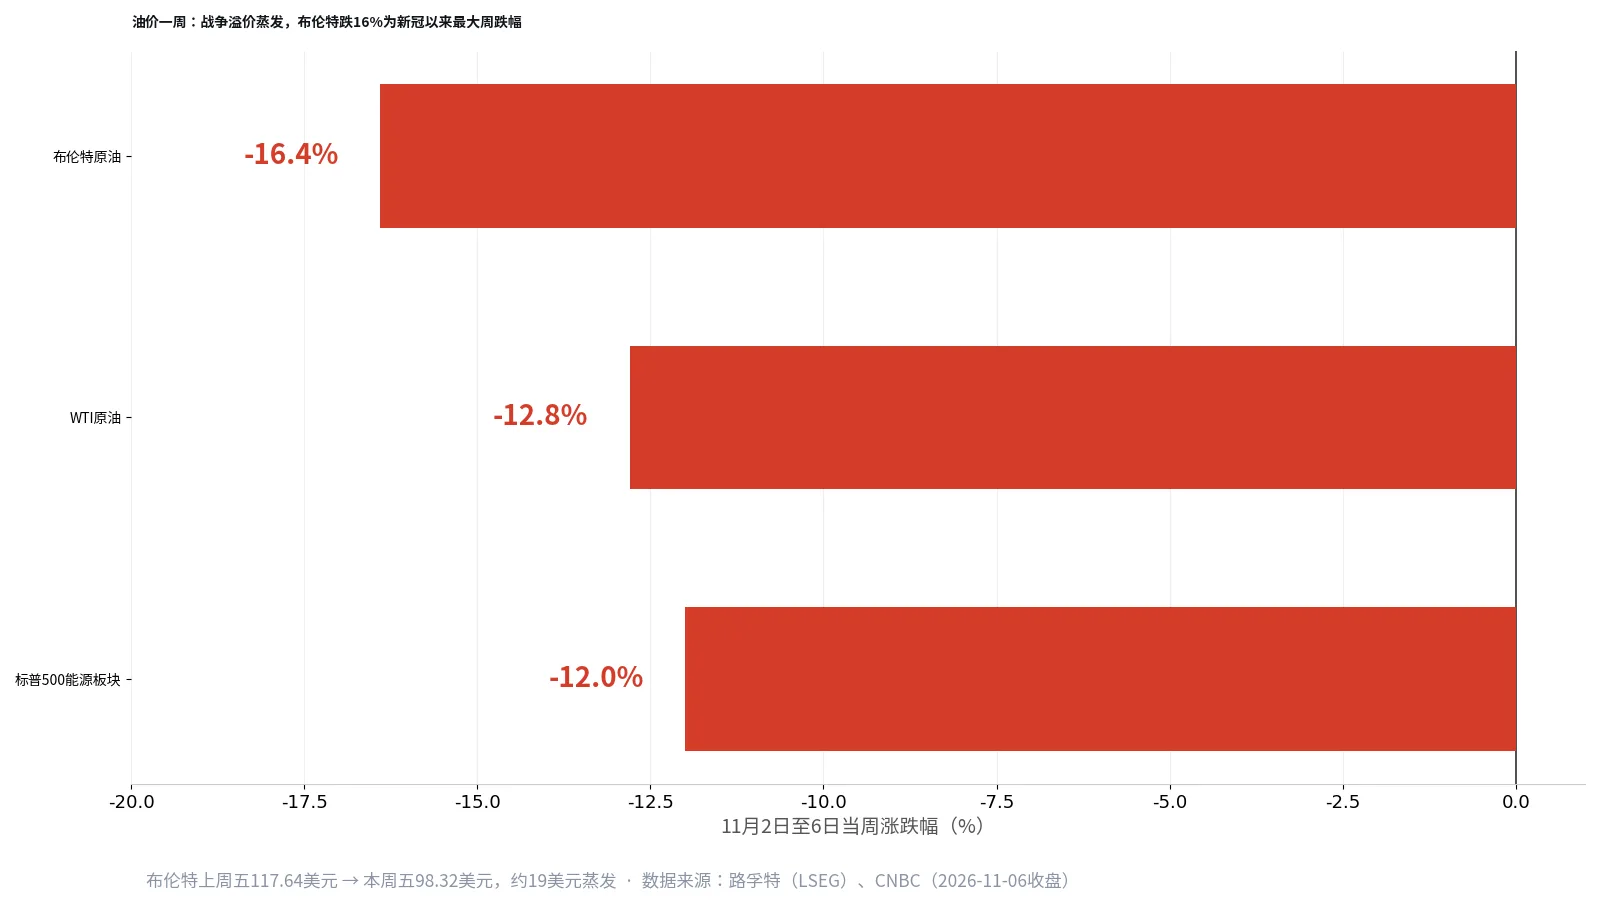 油价一周：战争溢价蒸发，布伦特跌16%为新冠以来最大周跌幅
布伦特原油
-16.4%
WTI原油
-12.8%
标普500能源板块
-12.0%
-20.0 -17.5 -15.0 -12.5 -10.0 -7.5 -5.0 -2.5 0.0
11月2日至6日当周涨跌幅（%）
布伦特上周五117.64美元 → 本周五98.32美元，约19美元蒸发 · 数据来源：路孚特（LSEG）、CNBC（2026-11-06收盘）